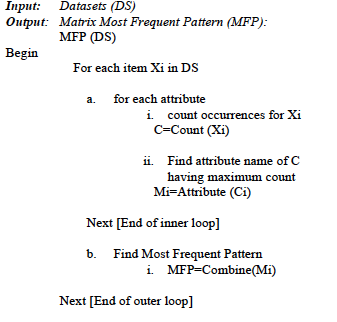 Input: Datasets (DS)
Output: Matrix Most Frequent Pattern (MFP):
MFP (DS)
Begin
For each item Xi in DS
a. for each attribute
i. count occurrences for Xi
C=Count (Xi)
ii. Find attribute name of C
having maximum count
Mi=Attribute (Ci)
Next [End of inner loop]
b. Find Most Frequent Pattern
i. MFP=Combine(Mi)
Next [End of outer loop]